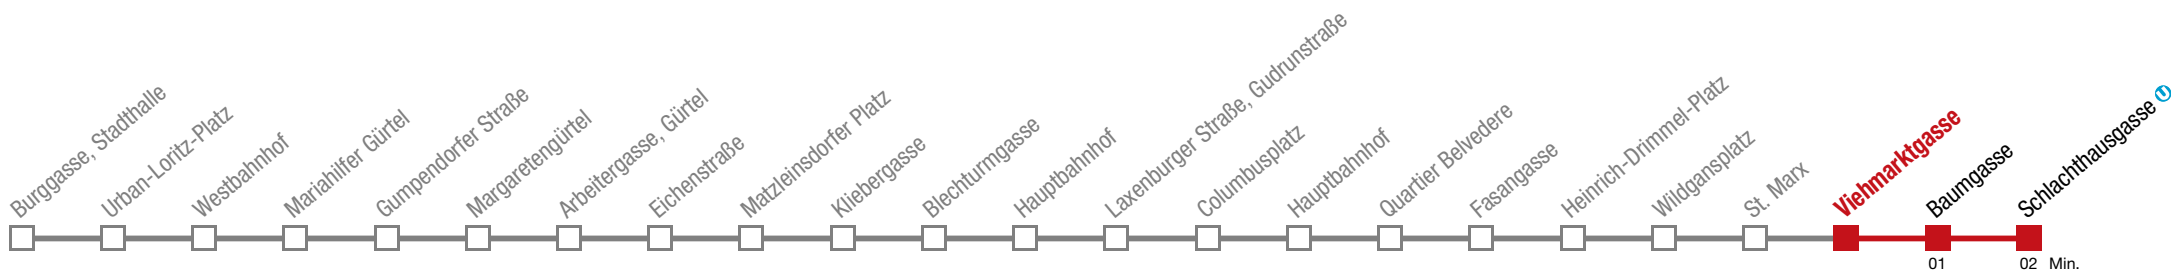 Burggasse, Stadthalle
Urban-Loritz-Platz
Westbahnhof
Mariahilfer Gürtel
Gumpendorfer Straße
Margaretengürtel
Arbeitergasse, Gürtel
Eichenstraße
Matzleinsdorfer Platz
Kliebergasse
Blechturmgasse
Hauptbahnhof
Laxenburger Straße, Gudrunstraße
Columbusplatz
Hauptbahnhof
Quartier Belvedere
Fasangasse
Heinrich-Drimmel-Platz
Wildgansplatz
St. Marx
Viehmarktgasse
Baumgasse
Schlachthausgasse U
01 02 Min.